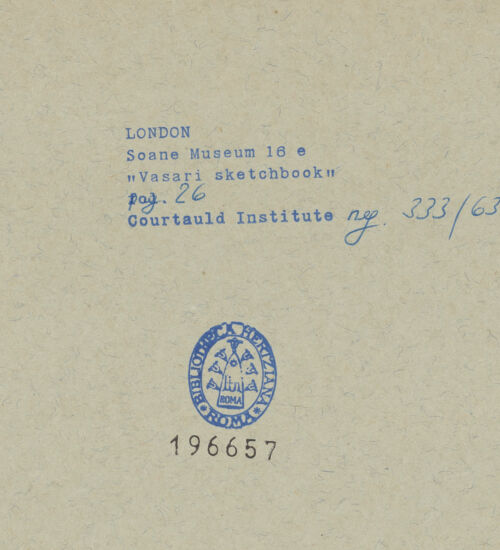 LONDON
Soane Museum 16 e
"Vasari sketchbook"
pag. 26
Courtauld Institute neg. 333/63
BIBLIOTHECA HERTZIANA
ROMA
ROMA
196657